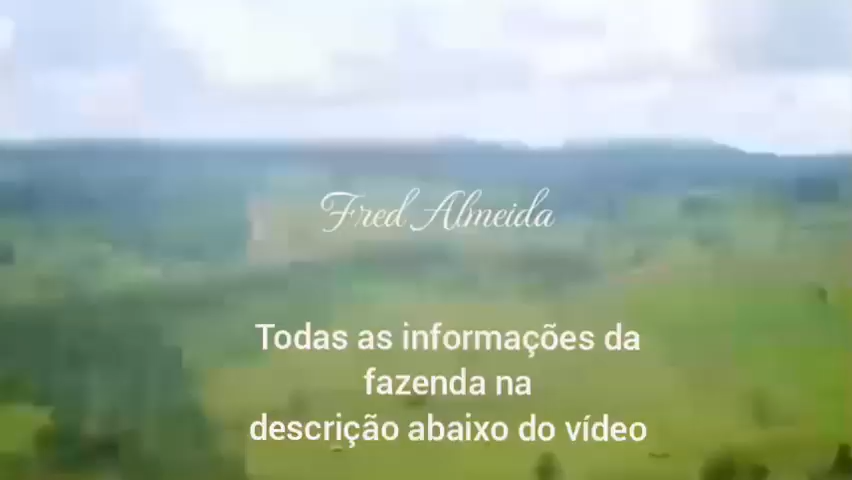 Fred Almeida
Todas as informações da
fazenda na
descrição abaixo do vídeo